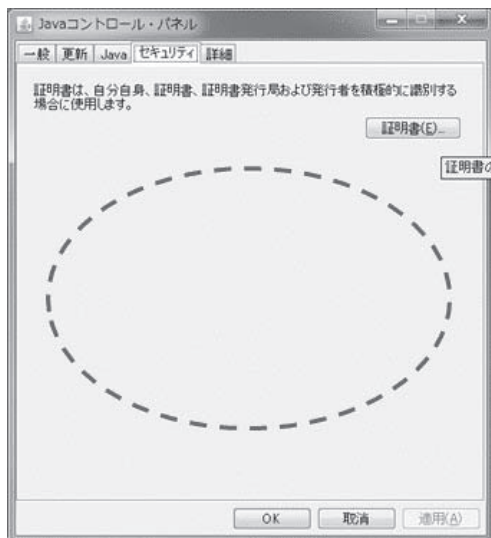 Javaコントロール・パネル
一般 更新 Java セキュリティ 詳細
証明書は、自分自身、証明書、証明書発行局および発行者を積極的に識別する
場合に使用します。
証明書(E)...
証明書の
OK 取消 適用(A)